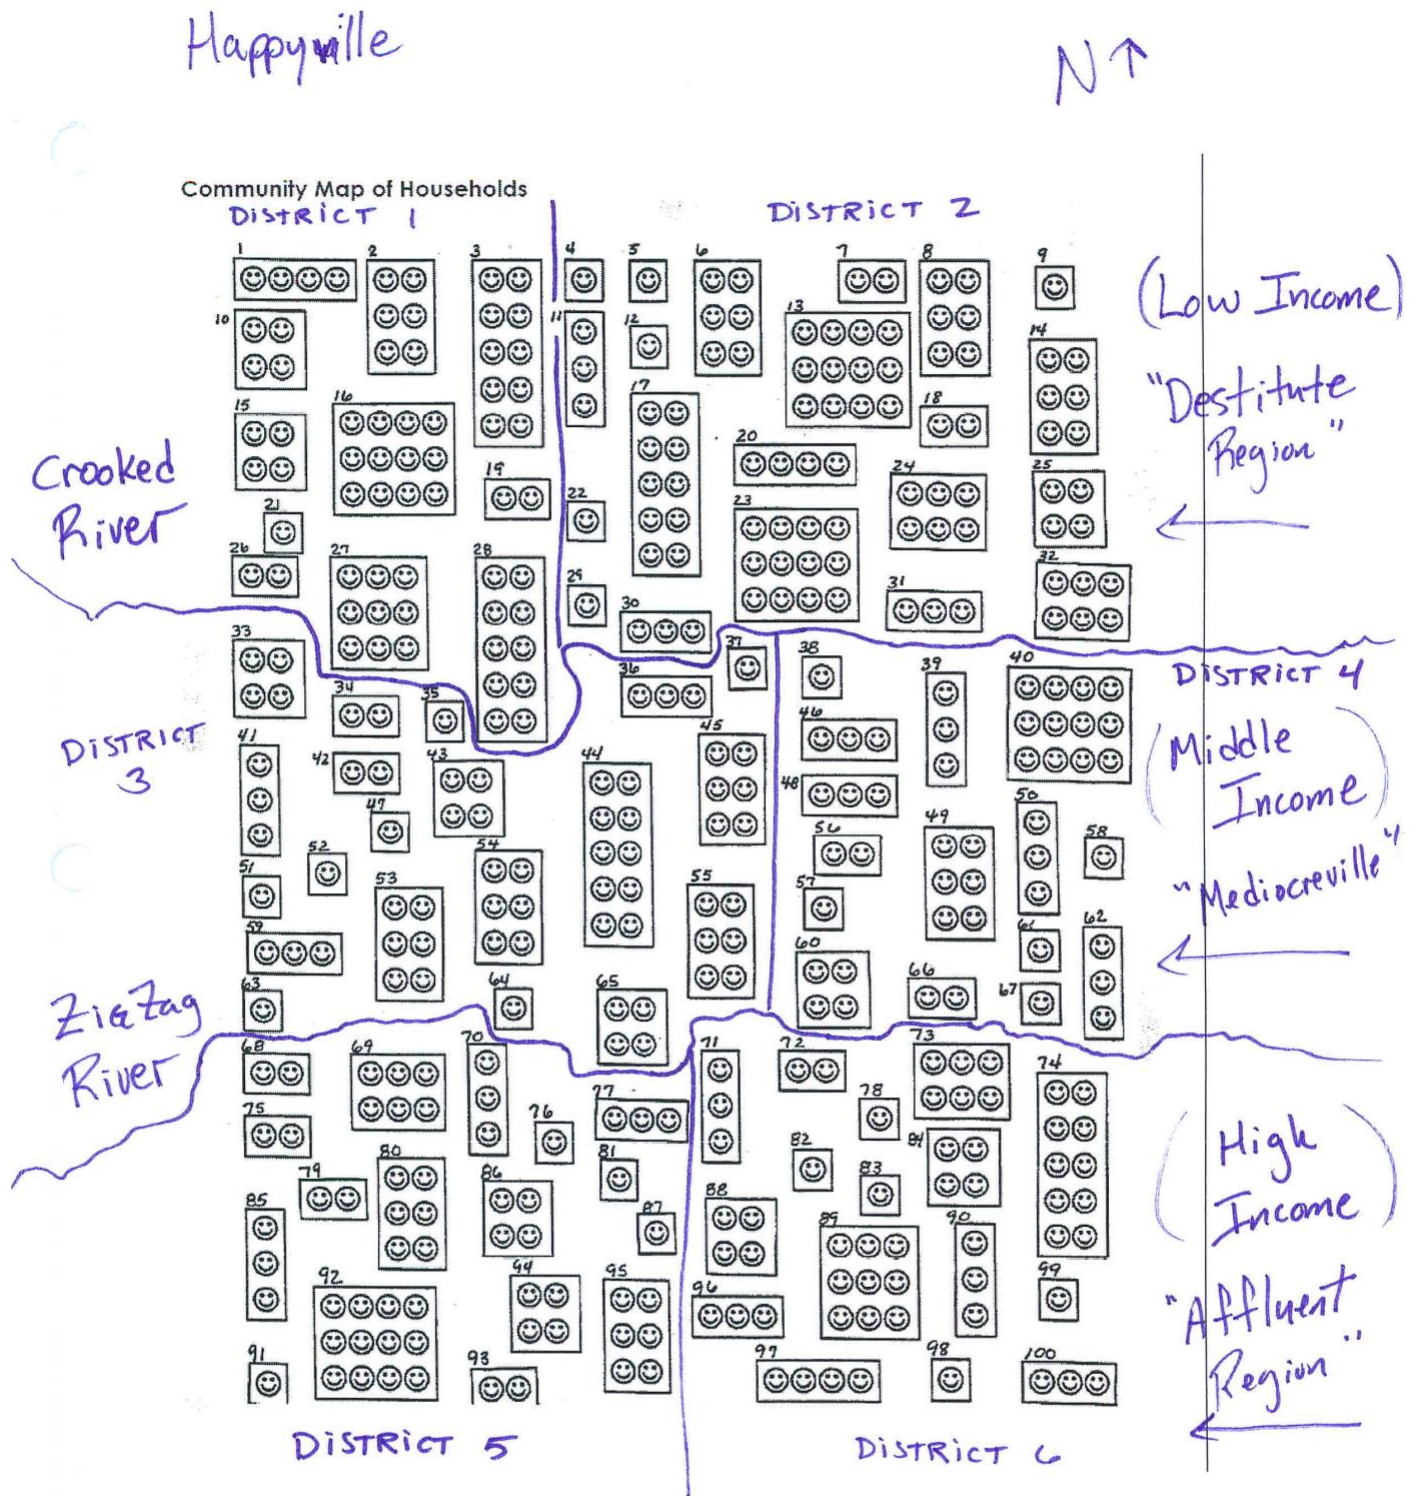 Happyville
N↑
Community Map of Households
DISTRICT 1
DISTRICT 2
1 2 3 4 5 6 7 8 9
10 11 12 13 14
15 16 17 18
19 20
21 22 23 24 25
26 27 28 29 30 31 32
(Low Income)
"Destitute
Region"
Crooked
River
33 34 35 36 37 38 39 40
DISTRICT 4
DISTRICT
3
41 42 43 44 45 46
47 48 49 50
51 52 53 54 55 56 57 58
59 60 61 62
63 64 65 66 67
(Middle
Income)
"Mediocreville"
ZigZag
River
68 69 70 71 72 73 74
75 76 77 78
79 80 81 82 83 84
85 86 87 88 89 90
91 92 93 94 95 96
97 98 99 100
(High
Income)
"Affluent
Region"
DISTRICT 5
DISTRICT 6